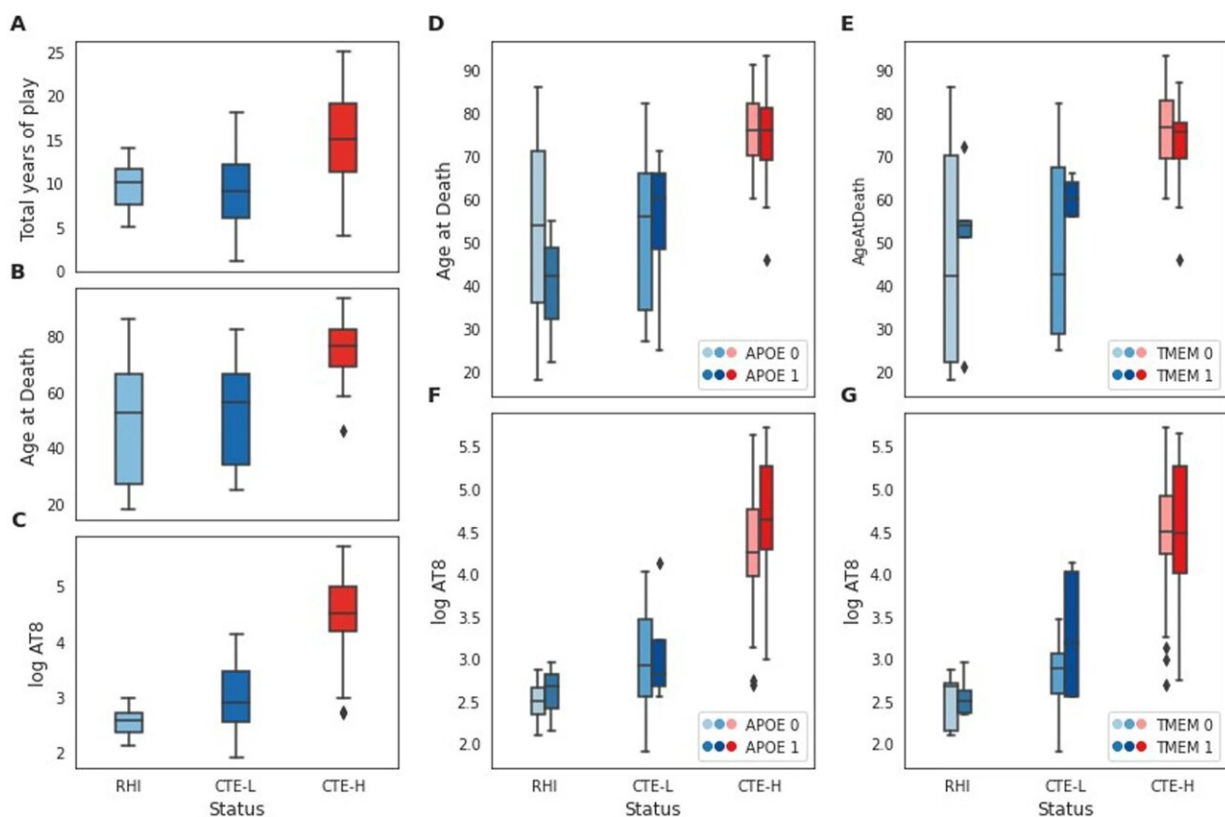 A
Total years of play
25
20
15
10
5
0
B
Age at Death
80
60
40
20
C
log AT8
5
4
3
2
RHI CTE-L CTE-H
Status
D
Age at Death
90
80
70
60
50
40
30
20
APOE 0
APOE 1
E
AgeAtDeath
90
80
70
60
50
40
30
20
TMEM 0
TMEM 1
F
log AT8
5.5
5.0
4.5
4.0
3.5
3.0
2.5
2.0
APOE 0
APOE 1
RHI CTE-L CTE-H
Status
G
log AT8
5.5
5.0
4.5
4.0
3.5
3.0
2.5
2.0
TMEM 0
TMEM 1
RHI CTE-L CTE-H
Status